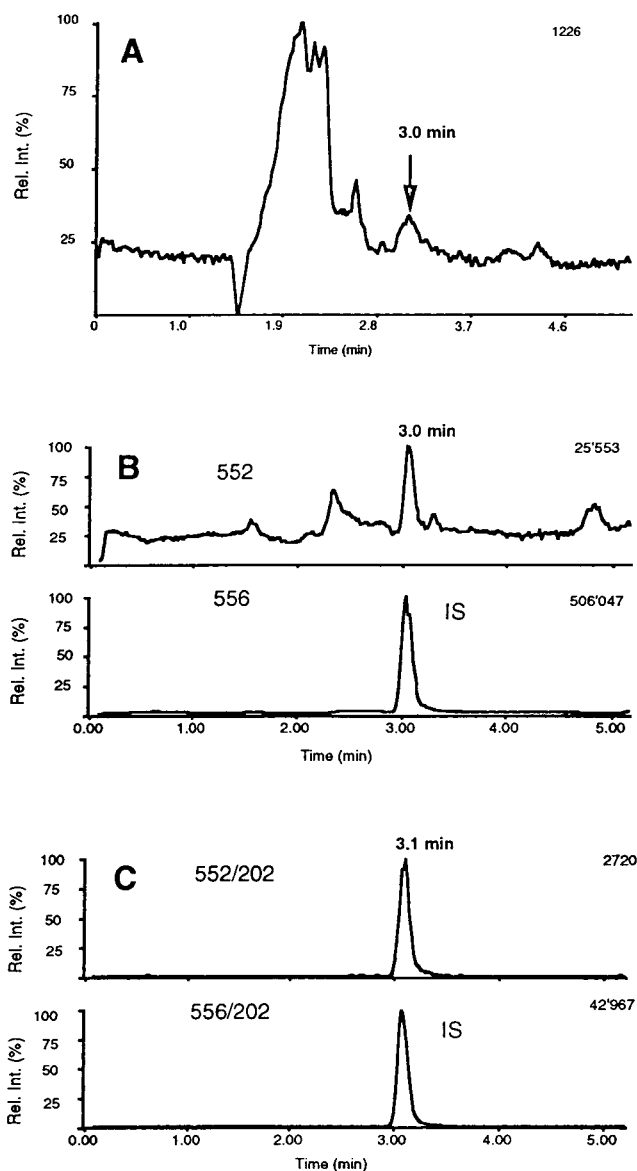 A
1226
Rel. Int. (%)
100
75
50
25
3.0 min
0 1.0 1.9 2.8 3.7 4.6
Time (min)
B
552
3.0 min
25'553
Rel. Int. (%)
100
75
50
25
556
IS
506'047
Rel. Int. (%)
100
75
50
25
0.00 1.00 2.00 3.00 4.00 5.00
Time (min)
C
552/202
3.1 min
2720
Rel. Int. (%)
100
75
50
25
556/202
IS
42'967
Rel. Int. (%)
100
75
50
25
0.00 1.00 2.00 3.00 4.00 5.00
Time (min)